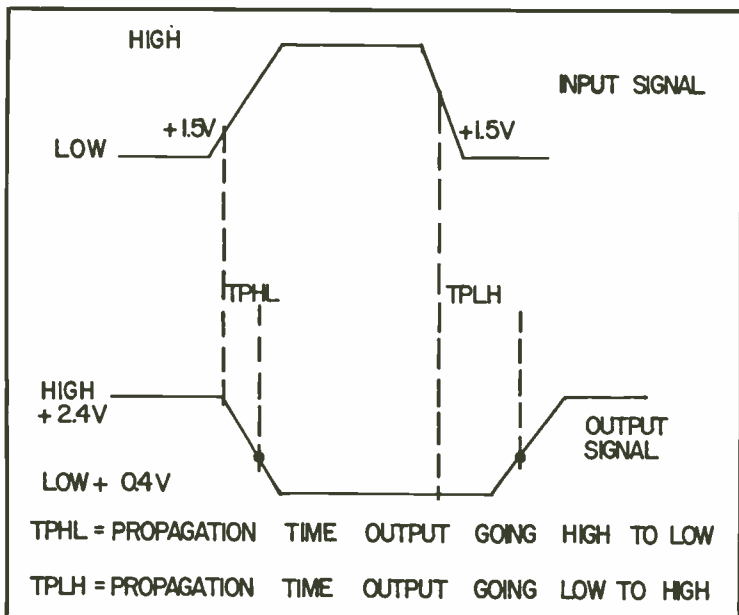 HIGH
INPUT SIGNAL
+1.5V
+1.5V
LOW
TPHL
TPLH
HIGH
+2.4V
OUTPUT
SIGNAL
LOW+ 0.4V
TPHL = PROPAGATION TIME OUTPUT GOING HIGH TO LOW
TPLH = PROPAGATION TIME OUTPUT GOING LOW TO HIGH